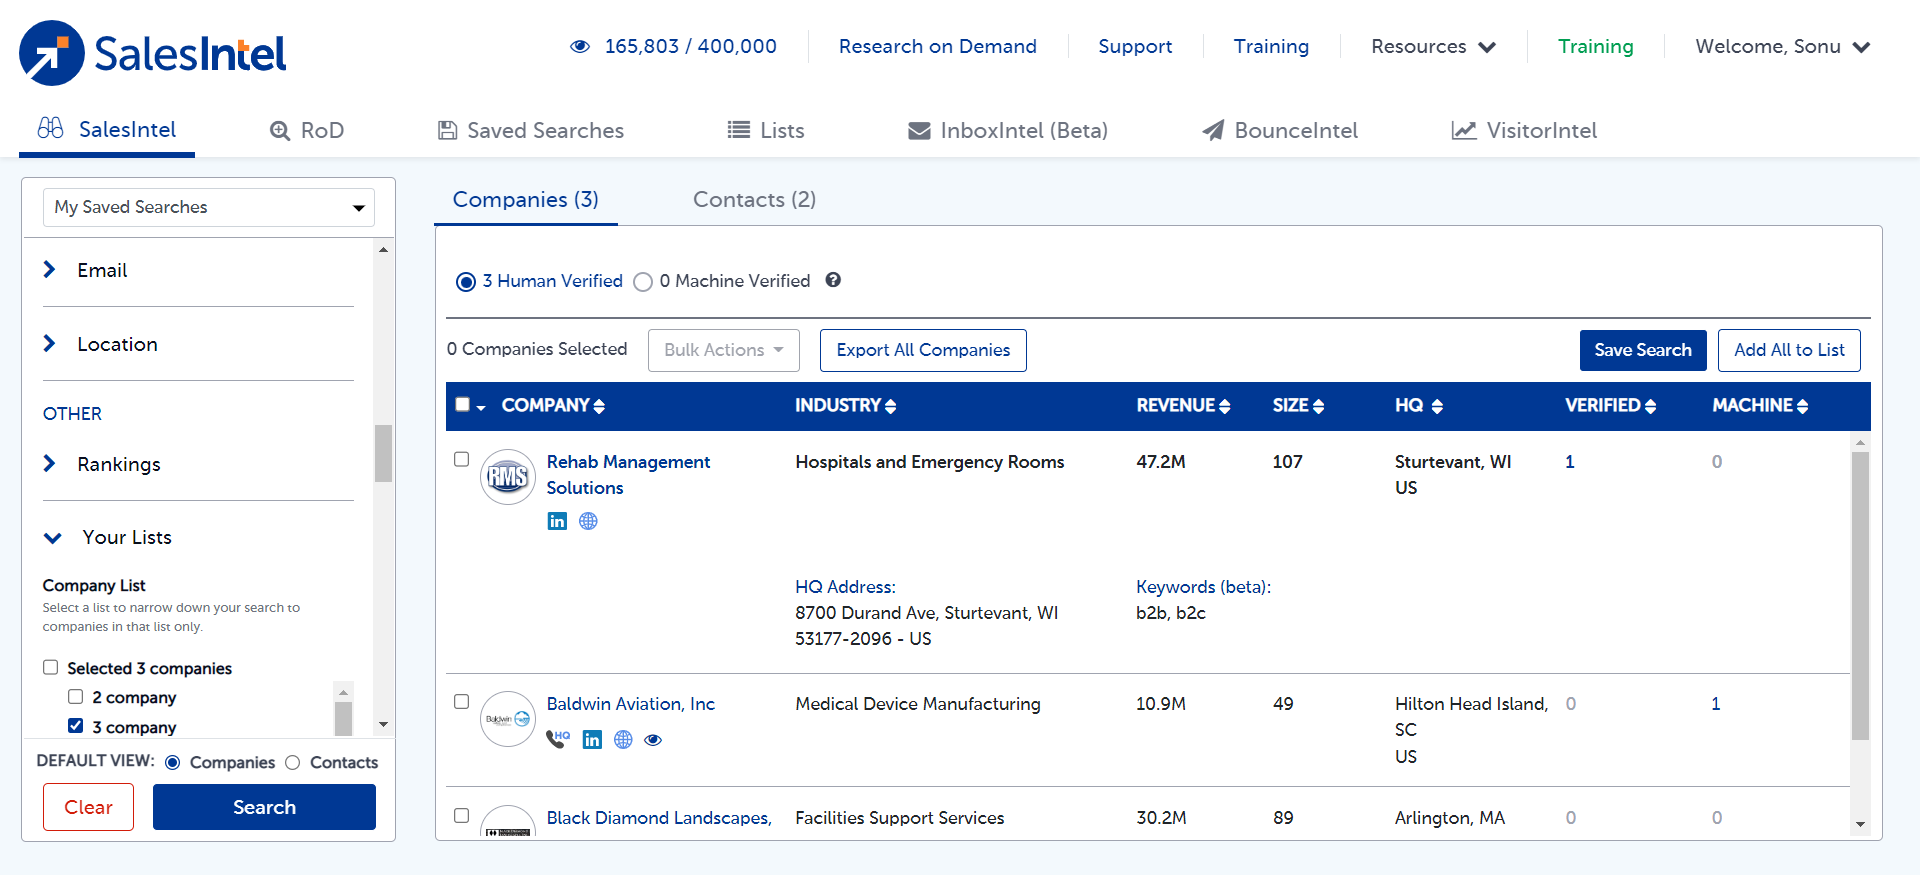 SalesIntel
165,803 / 400,000
Research on Demand
Support
Training
Resources
Training
Welcome, Sonu
SalesIntel
RoD
Saved Searches
Lists
InboxIntel (Beta)
BounceIntel
VisitorIntel
My Saved Searches
Email
Location
OTHER
Rankings
Your Lists
Company List
Select a list to narrow down your search to
companies in that list only.
Selected 3 companies
2 company
3 company
DEFAULT VIEW: Companies Contacts
Clear
Search
Companies (3)
Contacts (2)
3 Human Verified 0 Machine Verified
0 Companies Selected
Bulk Actions
Export All Companies
Save Search
Add All to List
COMPANY INDUSTRY REVENUE SIZE HQ VERIFIED MACHINE
RMS
Rehab Management
Solutions
in
Hospitals and Emergency Rooms
47.2M
107
Sturtevant, WI
US
1
0
HQ Address:
8700 Durand Ave, Sturtevant, WI
53177-2096 - US
Keywords (beta):
b2b, b2c
Baldwin
Baldwin Aviation, Inc
HQ
in
Medical Device Manufacturing
10.9M
49
Hilton Head Island,
SC
US
0
1
Black Diamond Landscapes,
Facilities Support Services
30.2M
89
Arlington, MA
0
0